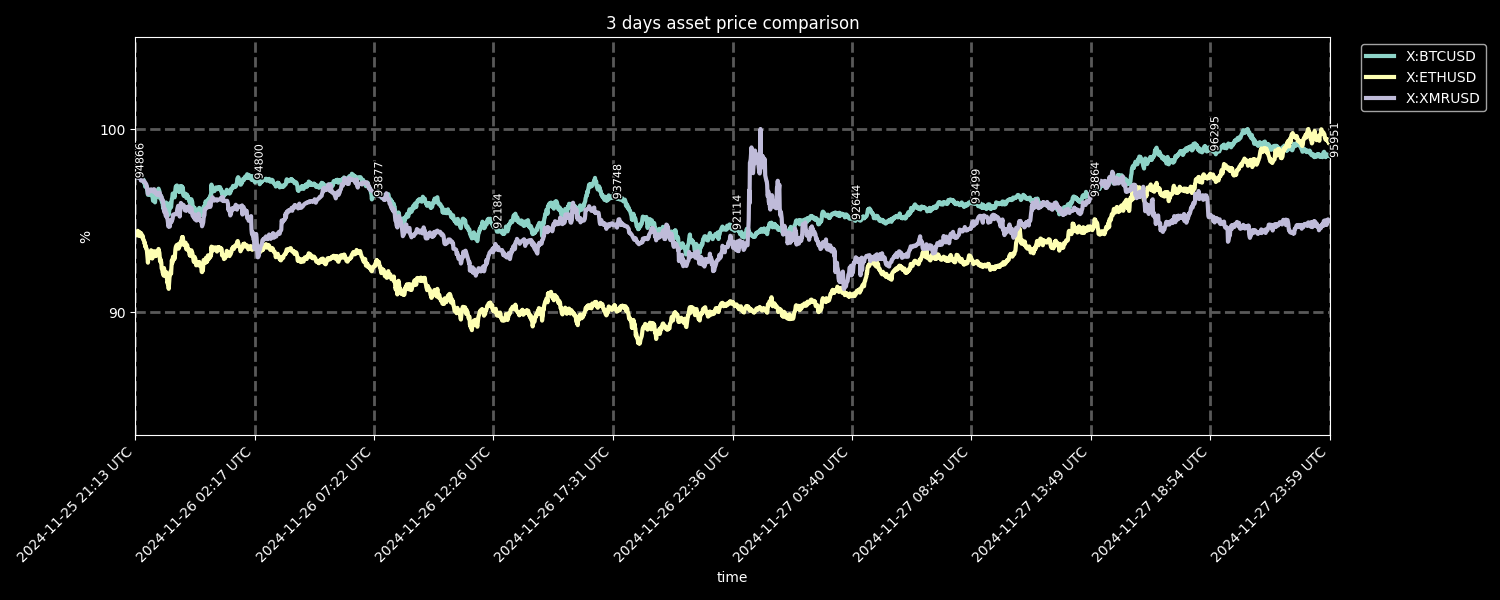 3 days asset price comparison
X:BTCUSD
X:ETHUSD
X:XMRUSD
100
90
%
94866
94800
93877
92184
93748
92114
92644
93499
93864
96295
95951
2024-11-25 21:13 UTC
2024-11-26 02:17 UTC
2024-11-26 07:22 UTC
2024-11-26 12:26 UTC
2024-11-26 17:31 UTC
2024-11-26 22:36 UTC
2024-11-27 03:40 UTC
2024-11-27 08:45 UTC
2024-11-27 13:49 UTC
2024-11-27 18:54 UTC
2024-11-27 23:59 UTC
time